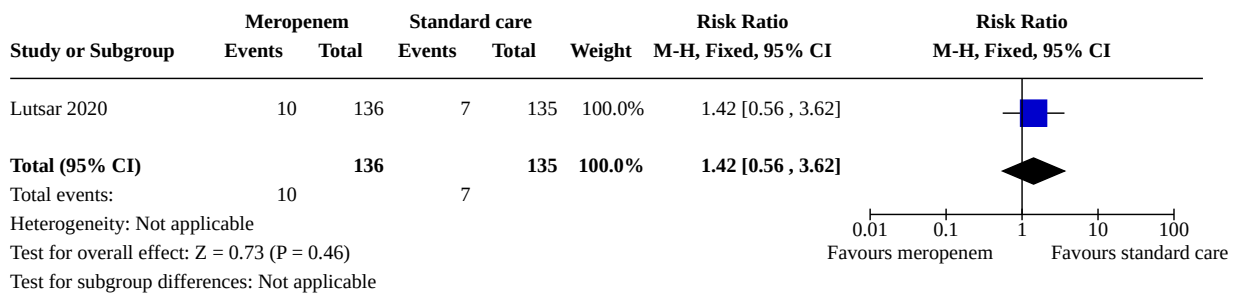 Meropenem Standard care Risk Ratio Risk Ratio
Study or Subgroup Events Total Events Total Weight M-H, Fixed, 95% CI M-H, Fixed, 95% CI
Lutsar 2020 10 136 7 135 100.0% 1.42 [0.56 , 3.62]
Total (95% CI) 136 135 100.0% 1.42 [0.56 , 3.62]
Total events: 10 7
Heterogeneity: Not applicable
Test for overall effect: Z = 0.73 (P = 0.46)
Test for subgroup differences: Not applicable
0.01 0.1 1 10 100
Favours meropenem Favours standard care